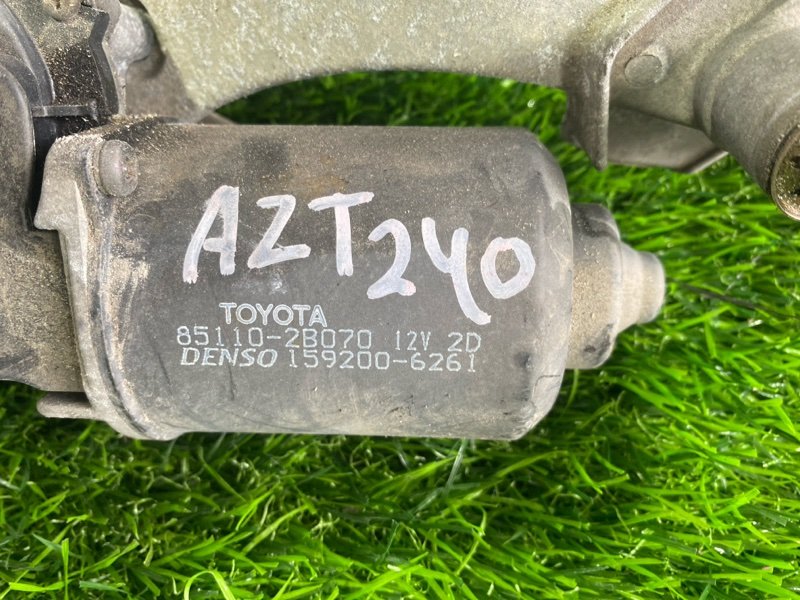 AZT240
TOYOTA
85110-2B070 12V 2D
DENSO 159200-6261